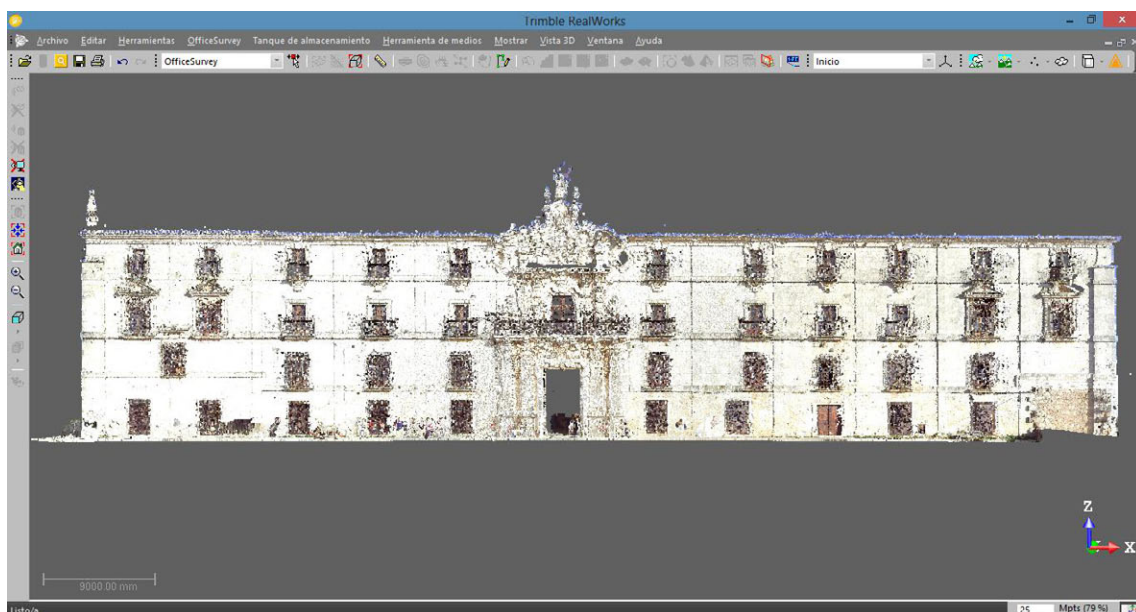 Trimble RealWorks
Archivo Editar Herramientas OfficeSurvey Tanque de almacenamiento Herramienta de medios Mostrar Vista 3D Ventana Ayuda
OfficeSurvey Inicio
Z
X
9000.00 mm
Listo/a 25 Mpts (79 %)